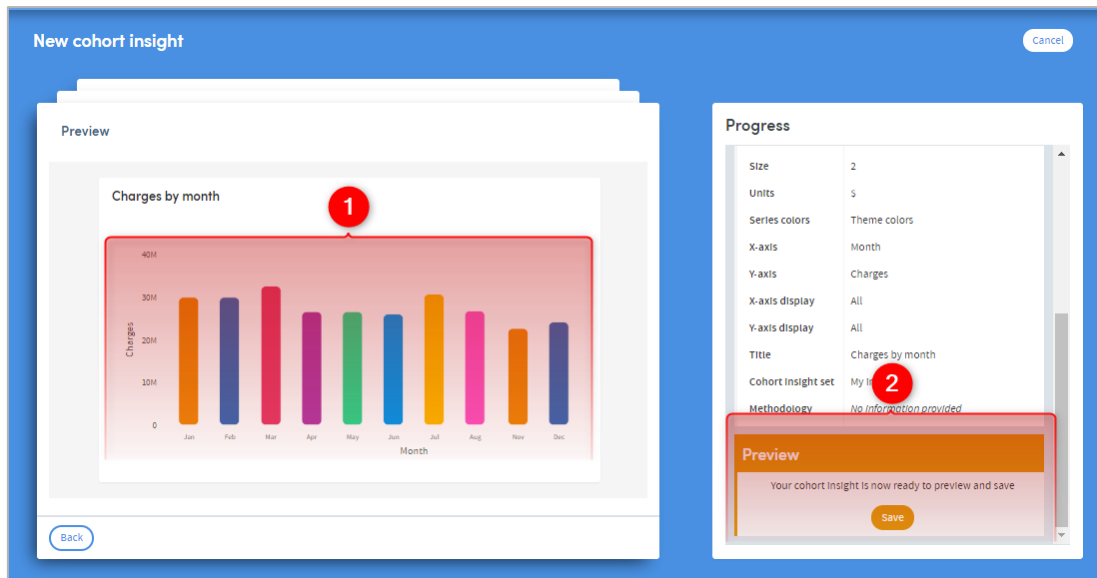 New cohort insight
Cancel
Preview
Charges by month
1
40M
30M
20M
10M
0
Charges
Jan Feb Mar Apr May Jun Jul Aug Nov Dec
Month
Back
Progress
Size 2
Units $
Series colors Theme colors
X-axis Month
Y-axis Charges
X-axis display All
Y-axis display All
Title Charges by month
Cohort insight set My
2
Methodology No information provided
Preview
Your cohort insight is now ready to preview and save
Save